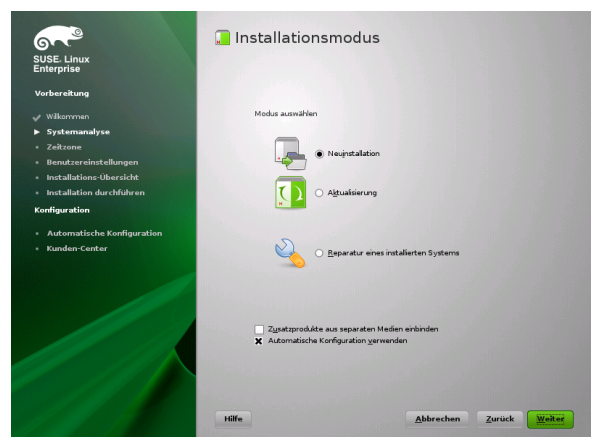 SUSE. Linux
Enterprise
Vorbereitung
Willkommen
Systemanalyse
Zeitzone
Benutzereinstellungen
Installations-Übersicht
Installation durchführen
Konfiguration
Automatische Konfiguration
Kunden-Center
Installationsmodus
Modus auswählen
Neuinstallation
Aktualisierung
Reparatur eines installierten Systems
Zusatzprodukte aus separaten Medien einbinden
Automatische Konfiguration verwenden
Hilfe
Abbrechen
Zurück
Weiter